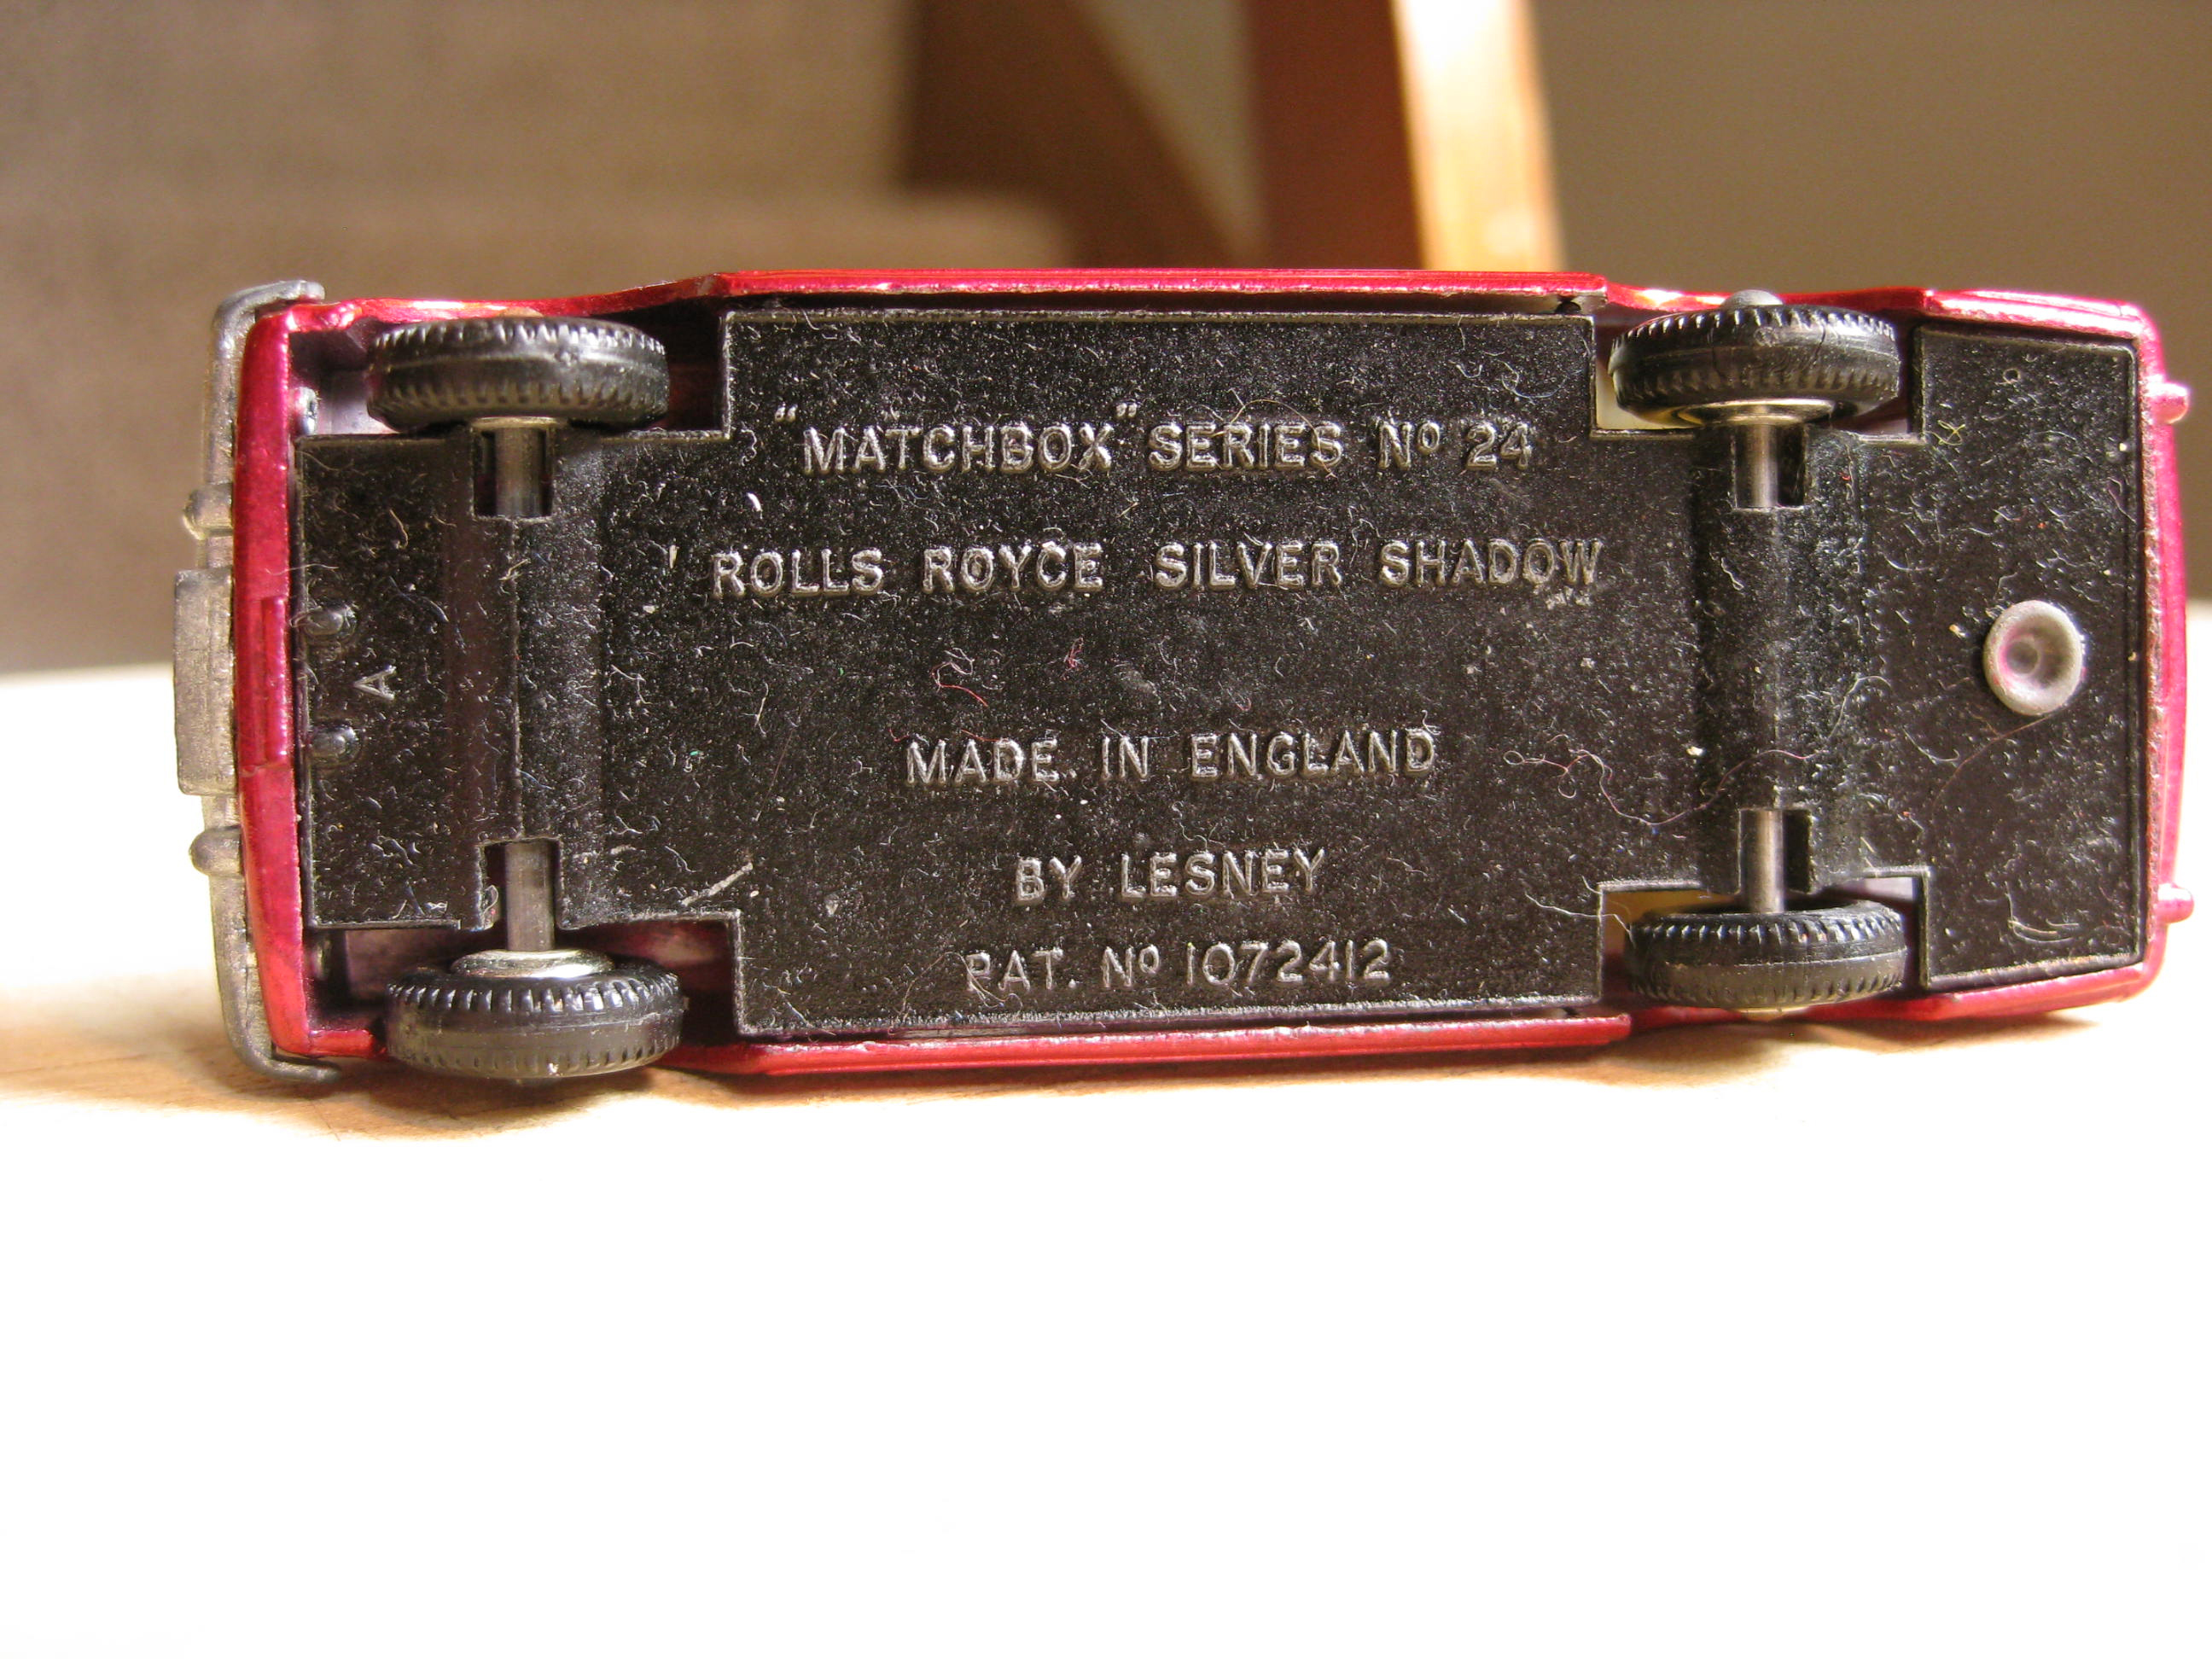 "MATCHBOX" SERIES Nº 24
ROLLS ROYCE SILVER SHADOW
A
MADE IN ENGLAND
BY LESNEY
PAT. Nº 1072412